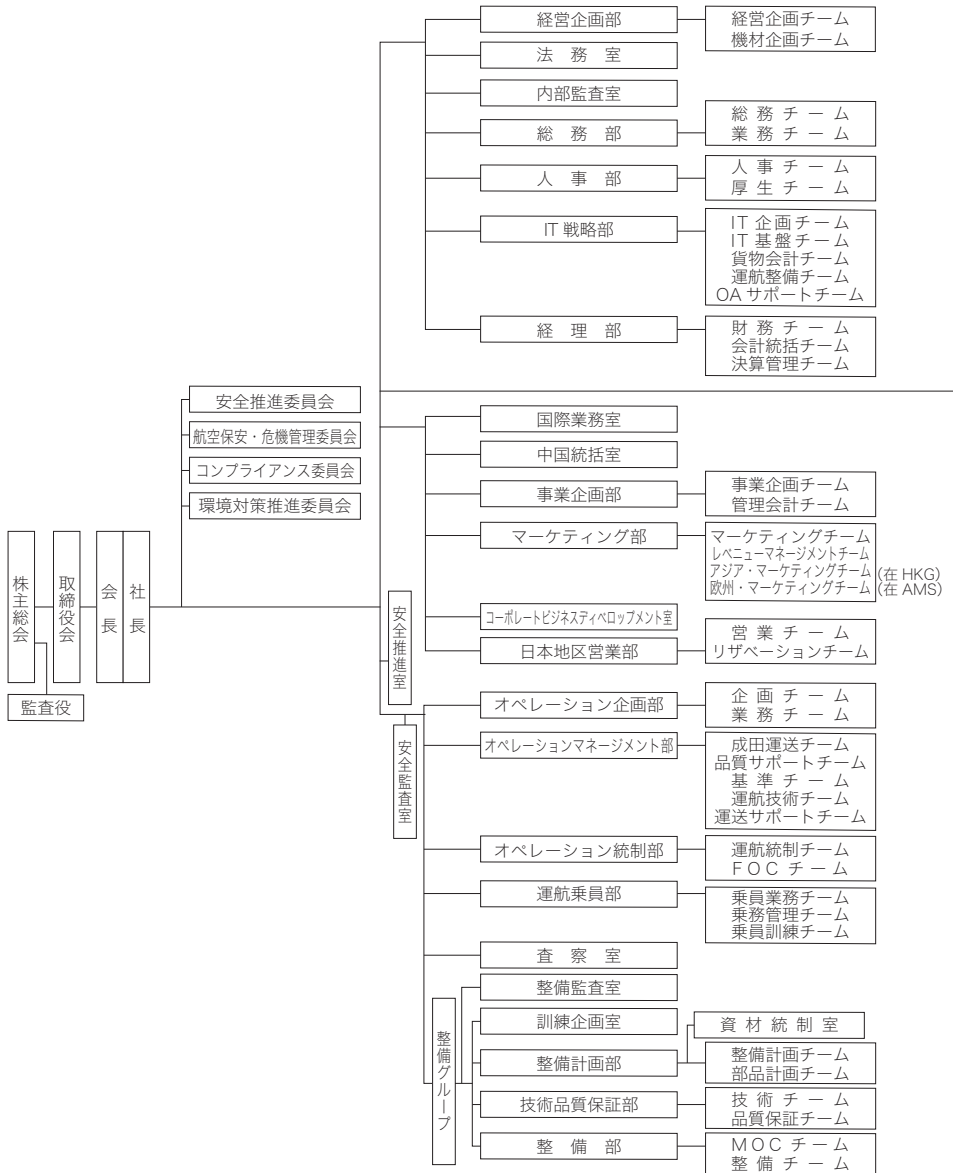 経営企画部
経営企画チーム
機材企画チーム
法務室
内部監査室
総務部
総務チーム
業務チーム
人事部
人事チーム
厚生チーム
IT戦略部
IT企画チーム
IT基盤チーム
貨物会計チーム
運航整備チーム
OAサポートチーム
経理部
財務チーム
会計統括チーム
決算管理チーム
安全推進委員会
航空保安・危機管理委員会
コンプライアンス委員会
環境対策推進委員会
株主総会
取締役会
会長
社長
監査役
安全推進室
安全監査室
国際業務室
中国統括室
事業企画部
事業企画チーム
管理会計チーム
マーケティング部
マーケティングチーム
レベニューマネージメントチーム
アジア・マーケティングチーム (在 HKG)
欧州・マーケティングチーム (在 AMS)
コーポレートビジネスディベロップメント室
日本地区営業部
営業チーム
リザベーションチーム
オペレーション企画部
企画チーム
業務チーム
オペレーションマネージメント部
成田運送チーム
品質サポートチーム
基準チーム
運航技術チーム
運送サポートチーム
オペレーション統制部
運航統制チーム
FOCチーム
運航乗員部
乗員業務チーム
乗務管理チーム
乗員訓練チーム
査察室
整備グループ
整備監査室
訓練企画室
整備計画部
資材統制室
整備計画チーム
部品計画チーム
技術品質保証部
技術チーム
品質保証チーム
整備部
MOCチーム
整備チーム